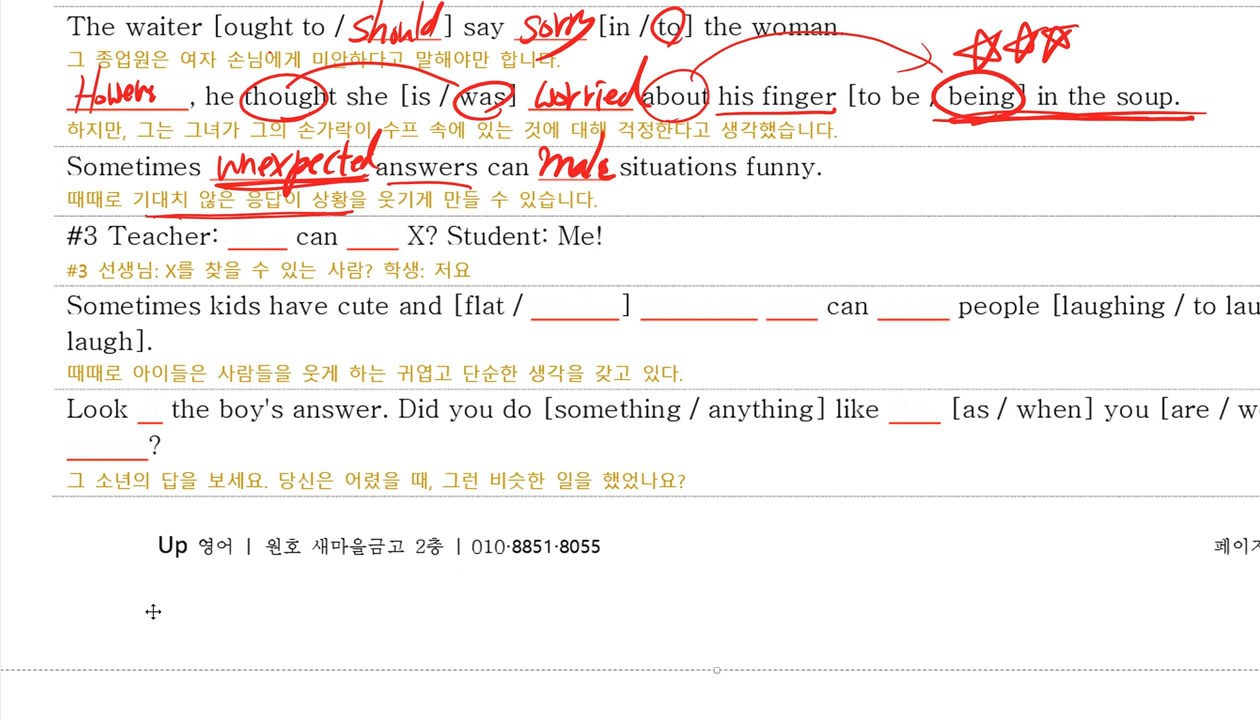 The waiter [ought to / should] say sorry [in / to] the woman.
그 종업원은 여자 손님에게 미안하다고 말해야만 합니다.
Howers, he thought she [is / was] worried about his finger [to be / being] in the soup.
하지만, 그는 그녀가 그의 손가락이 수프 속에 있는 것에 대해 걱정한다고 생각했습니다.
Sometimes unexpected answers can make situations funny.
때때로 기대치 않은 응답이 상황을 웃기게 만들 수 있습니다.
#3 Teacher: ____ can ____ X? Student: Me!
#3 선생님: X를 찾을 수 있는 사람? 학생: 저요
Sometimes kids have cute and [flat / ______] ________ ____ can _____ people [laughing / to lau
laugh].
때때로 아이들은 사람들을 웃게 하는 귀엽고 단순한 생각을 갖고 있다.
Look __ the boy's answer. Did you do [something / anything] like ____ [as / when] you [are / w
______?
그 소년의 답을 보세요. 당신은 어렸을 때, 그런 비슷한 일을 했었나요?
Up 영어 | 원호 새마을금고 2층 | 010·8851·8055
페이지